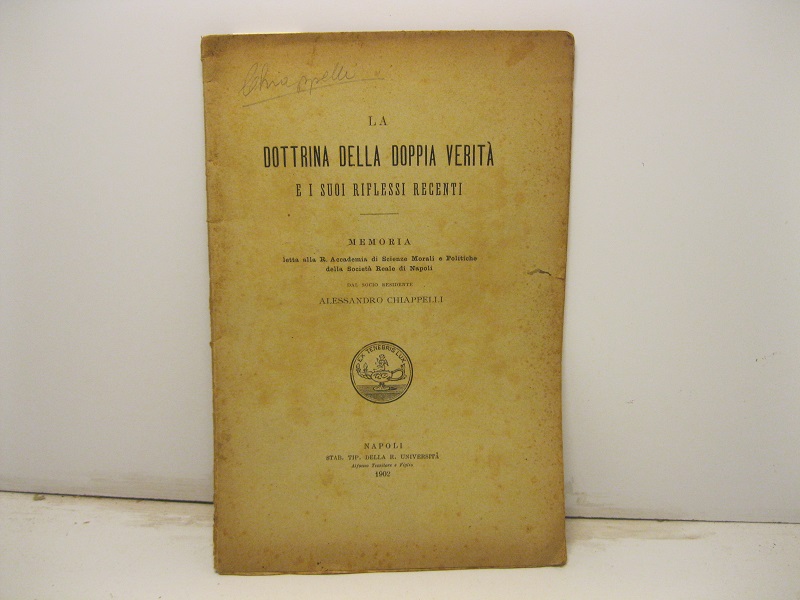 Chiappelli
LA
DOTTRINA DELLA DOPPIA VERITÀ
E I SUOI RIFLESSI RECENTI
MEMORIA
letta alla R. Accademia di Scienze Morali e Politiche
della Società Reale di Napoli
DAL SOCIO RESIDENTE
ALESSANDRO CHIAPPELLI
EX TENEBRIS LUX
NAPOLI
STAB. TIP. DELLA R. UNIVERSITÀ
Alfonso Tessitore e Figlio
1902